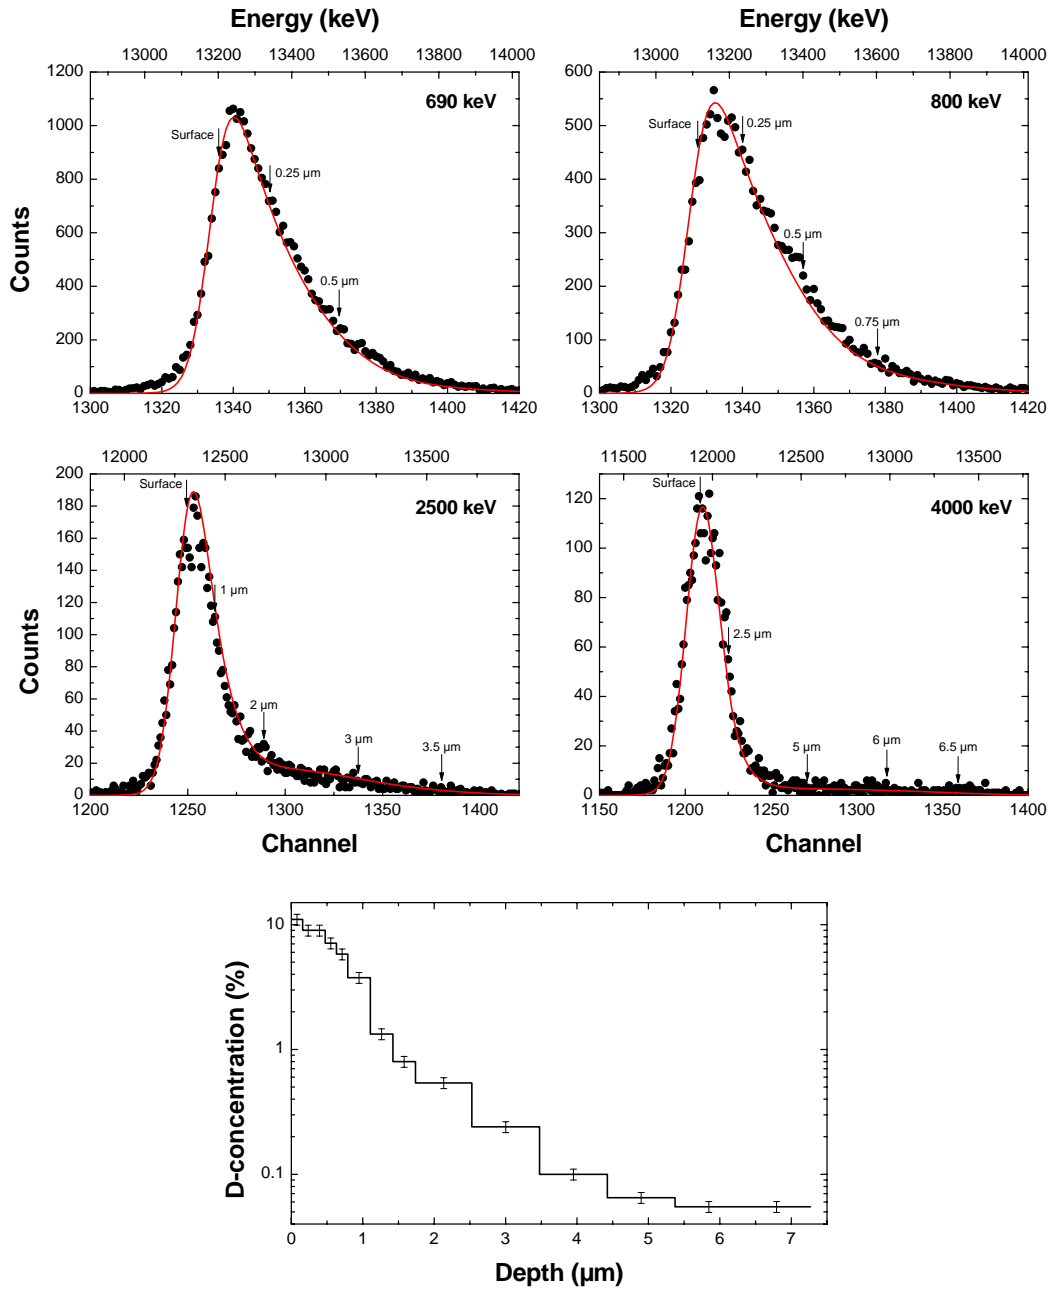 Energy (keV)
Energy (keV)
13000 13200 13400 13600 13800 14000
13000 13200 13400 13600 13800 14000
1200
1000
800
600
400
200
0
690 keV
Surface
0.25 µm
0.5 µm
Counts
1300 1320 1340 1360 1380 1400 1420
600
500
400
300
200
100
0
800 keV
Surface
0.25 µm
0.5 µm
0.75 µm
1300 1320 1340 1360 1380 1400 1420
12000 12500 13000 13500
200
180
160
140
120
100
80
60
40
20
0
2500 keV
Surface
1 µm
2 µm
3 µm
3.5 µm
Counts
1200 1250 1300 1350 1400
Channel
11500 12000 12500 13000 13500
120
100
80
60
40
20
0
4000 keV
Surface
2.5 µm
5 µm
6 µm
6.5 µm
1150 1200 1250 1300 1350 1400
Channel
10
1
0.1
D-concentration (%)
0 1 2 3 4 5 6 7
Depth (µm)